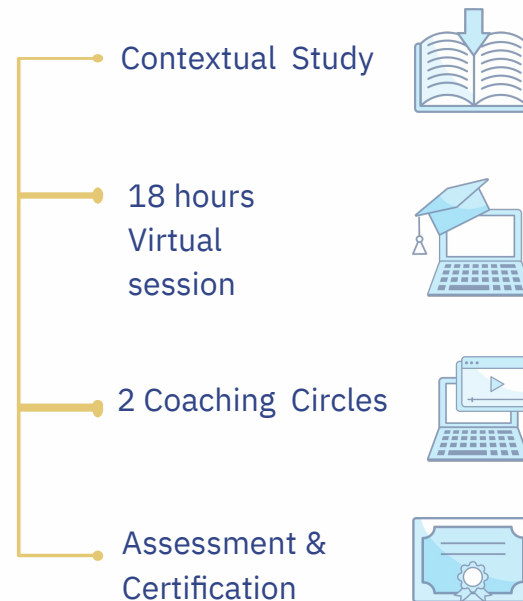 Contextual Study
18 hours
Virtual
session
2 Coaching Circles
Assessment &
Certification